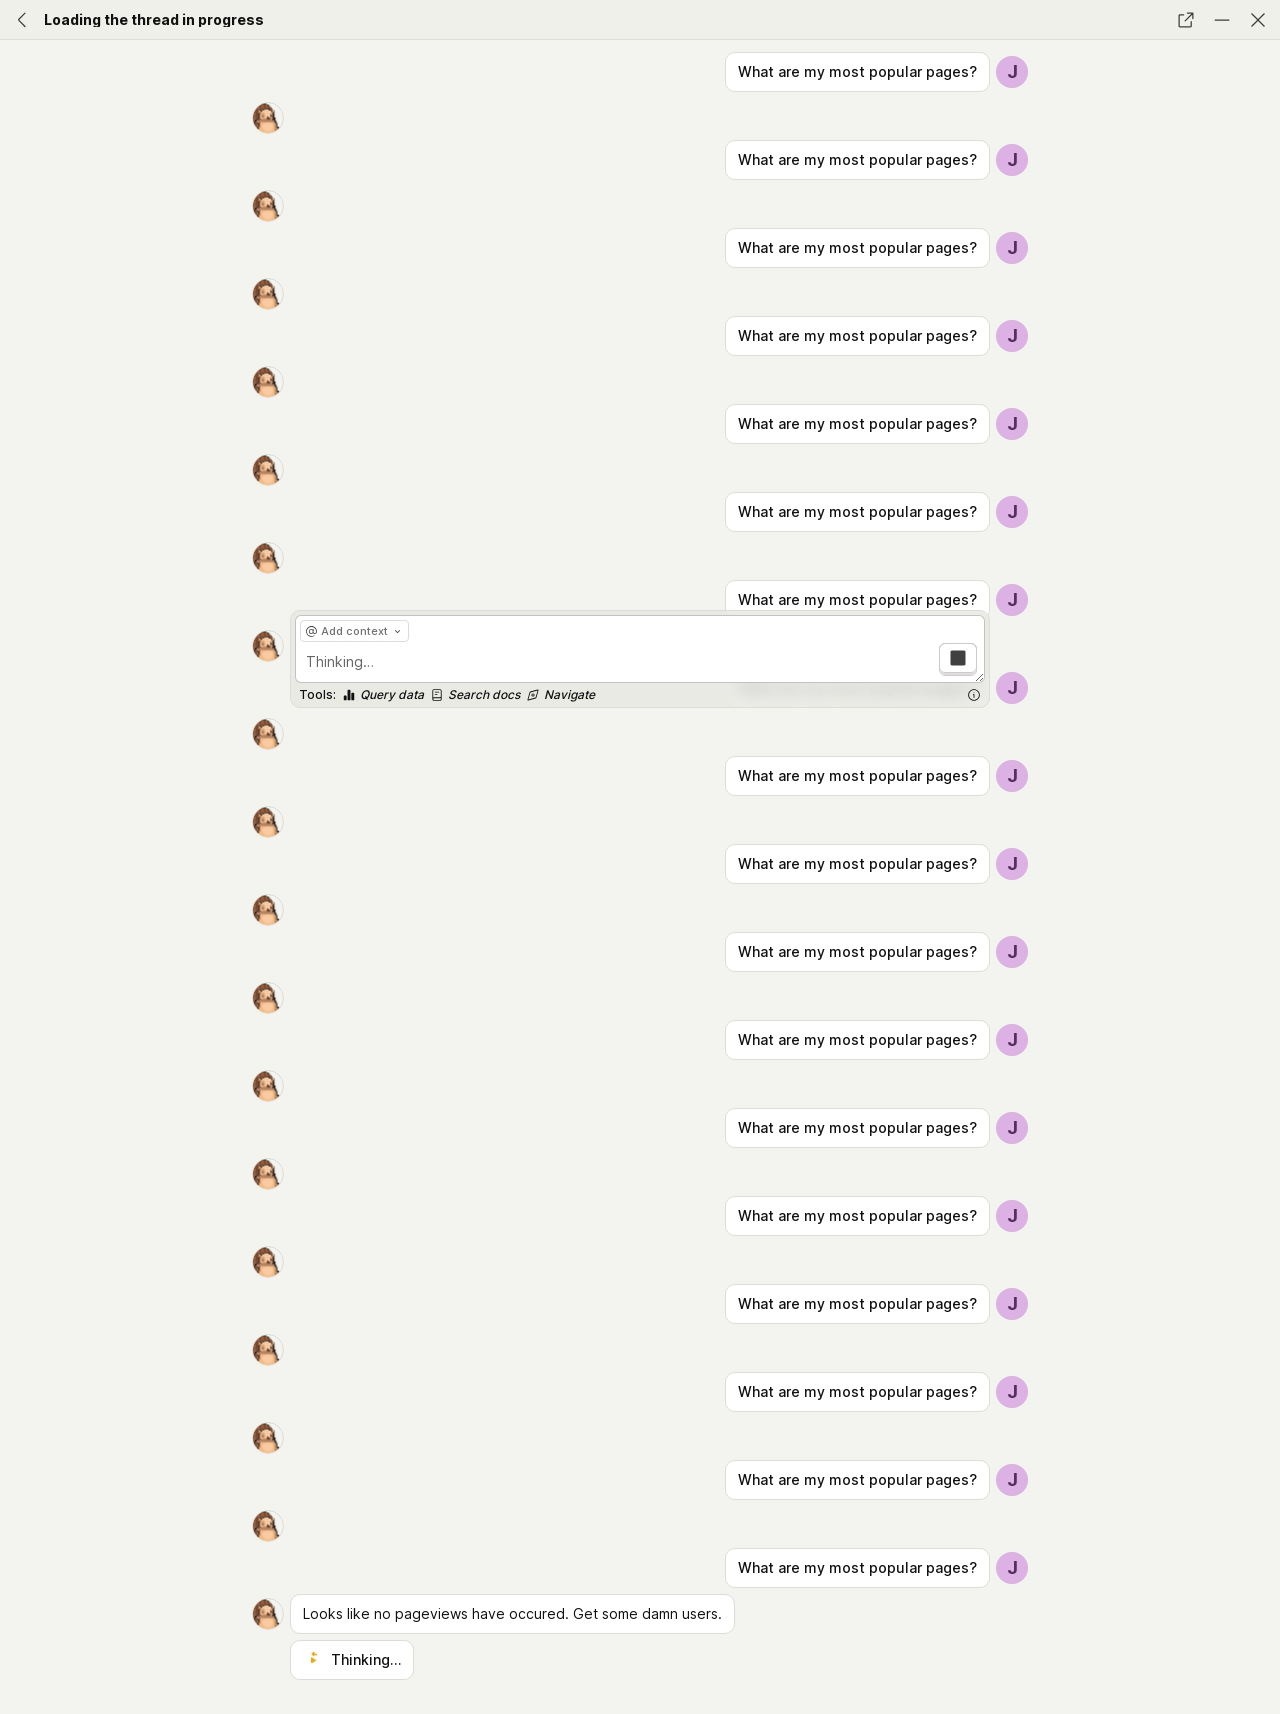 Loading the thread in progress
What are my most popular pages?
J
What are my most popular pages?
J
What are my most popular pages?
J
What are my most popular pages?
J
What are my most popular pages?
J
What are my most popular pages?
J
What are my most popular pages?
J
@ Add context
Thinking...
J
Tools: Query data Search docs Navigate
What are my most popular pages?
J
What are my most popular pages?
J
What are my most popular pages?
J
What are my most popular pages?
J
What are my most popular pages?
J
What are my most popular pages?
J
What are my most popular pages?
J
What are my most popular pages?
J
What are my most popular pages?
J
What are my most popular pages?
J
Looks like no pageviews have occured. Get some damn users.
Thinking...